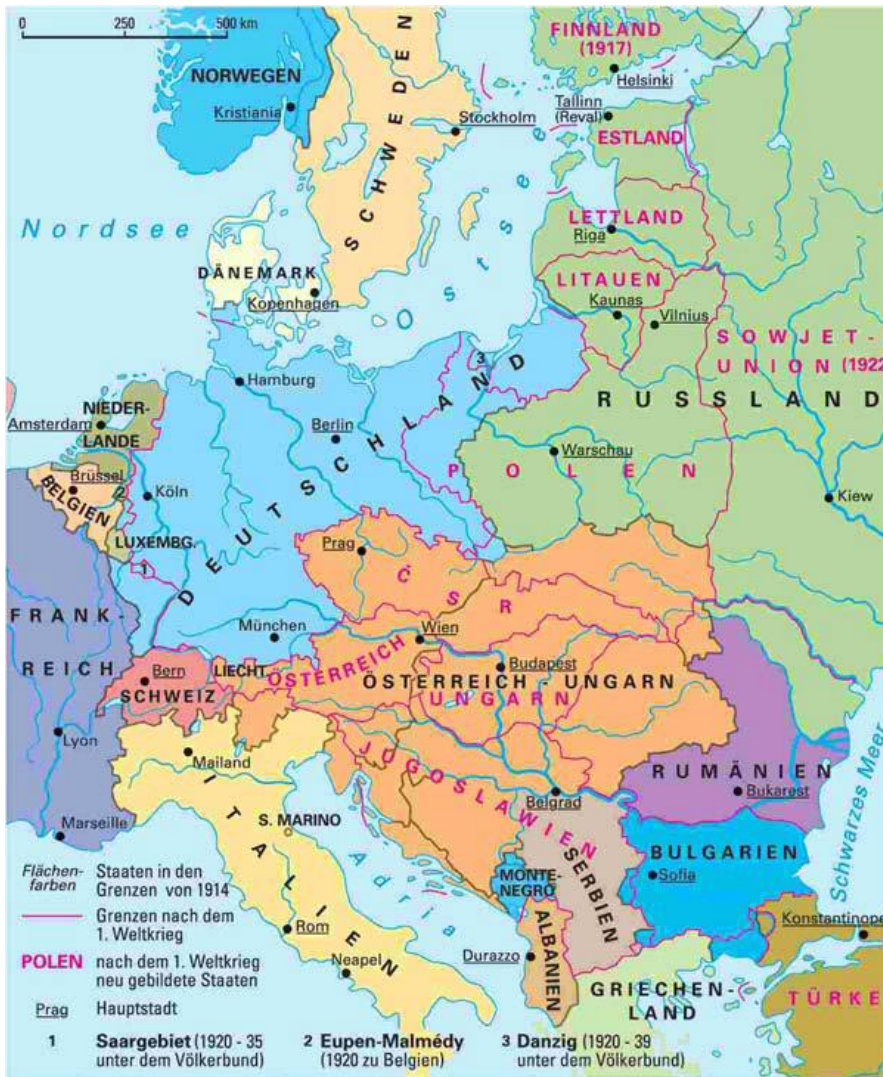 0 250 500 km
FINNLAND
(1917)
NORWEGEN
Helsinki
Kristiania
SCHWEDEN
Stockholm
Tallinn
(Reval)
ESTLAND
Nordsee
Ostsee
LETTLAND
Riga
DÄNEMARK
LITAUEN
Kopenhagen
Kaunas
Vilnius
SOWJET-
UNION (1922
3
Hamburg
RUSSLAND
NIEDER-
LANDE
Amsterdam
Berlin
DEUTSCHLAND
Warschau
POLEN
Brüssel
BELGIEN
2
Köln
Kiew
LUXEMBG.
Prag
1
ČSR
FRANK-
REICH
München
Wien
Budapest
Bern
LIECHT.
SCHWEIZ
ÖSTERREICH
ÖSTERREICH - UNGARN
UNGARN
Lyon
Mailand
JUGOSLAWIEN
RUMÄNIEN
Belgrad
Bukarest
Schwarzes Meer
Marseille
S. MARINO
ITALIEN
Adria
SERBIEN
BULGARIEN
MONTE-
NEGRO
Sofia
ALBANIEN
Konstantinope
Rom
Neapel
Durazzo
GRIECHEN-
LAND
TÜRKE
Flächen-
farben
Staaten in den
Grenzen von 1914
Grenzen nach dem
1. Weltkrieg
POLEN nach dem 1. Weltkrieg
neu gebildete Staaten
Prag Hauptstadt
1 Saargebiet (1920 - 35
unter dem Völkerbund)
2 Eupen-Malmédy
(1920 zu Belgien)
3 Danzig (1920 - 39
unter dem Völkerbund)